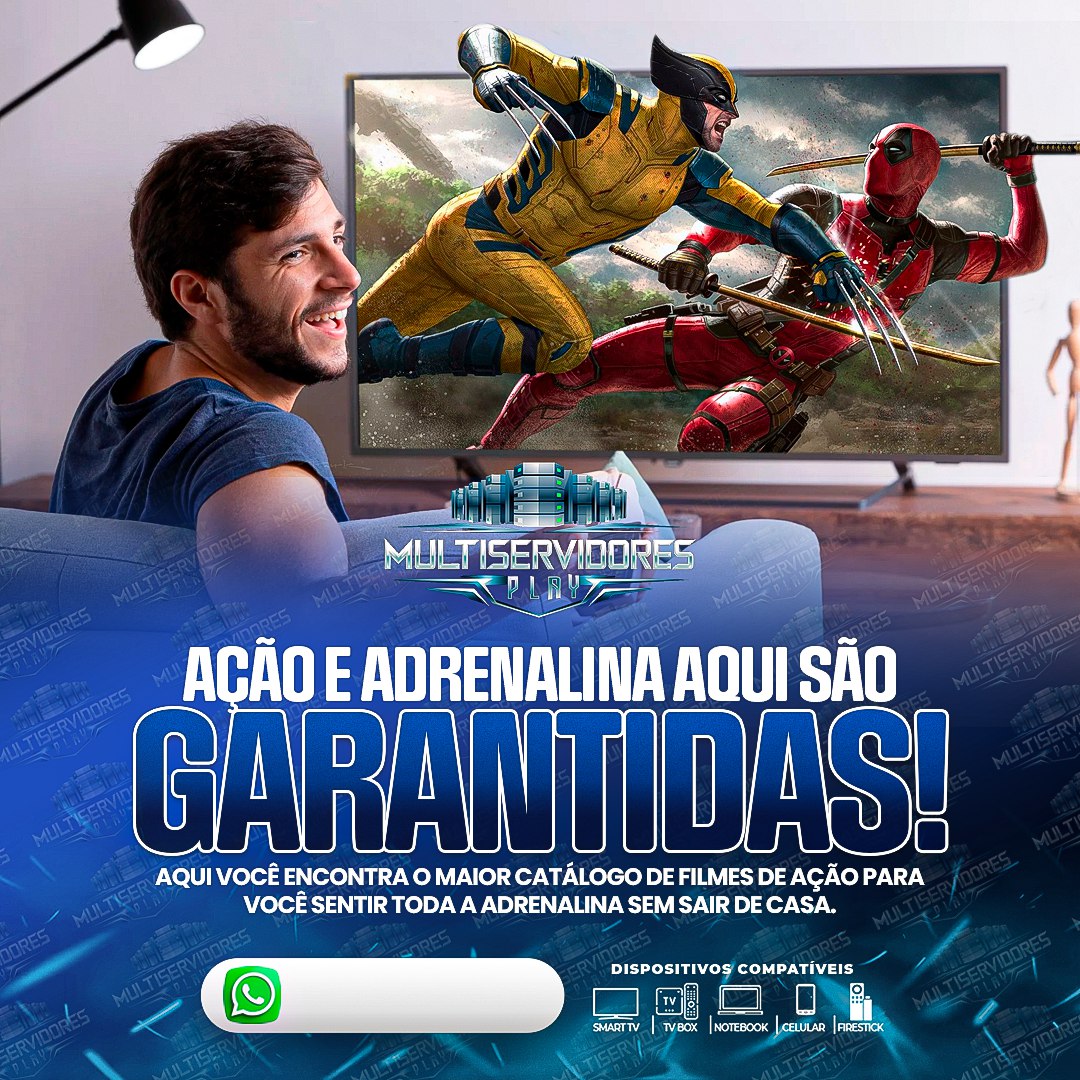 MULTISERVIDORES
PLAY
AÇÃO E ADRENALINA AQUI SÃO
GARANTIDAS!
AQUI VOCÊ ENCONTRA O MAIOR CATÁLOGO DE FILMES DE AÇÃO PARA
VOCÊ SENTIR TODA A ADRENALINA SEM SAIR DE CASA.
DISPOSITIVOS COMPATÍVEIS
TV
SMART TV | TV BOX | NOTEBOOK | CELULAR | FIRESTICK